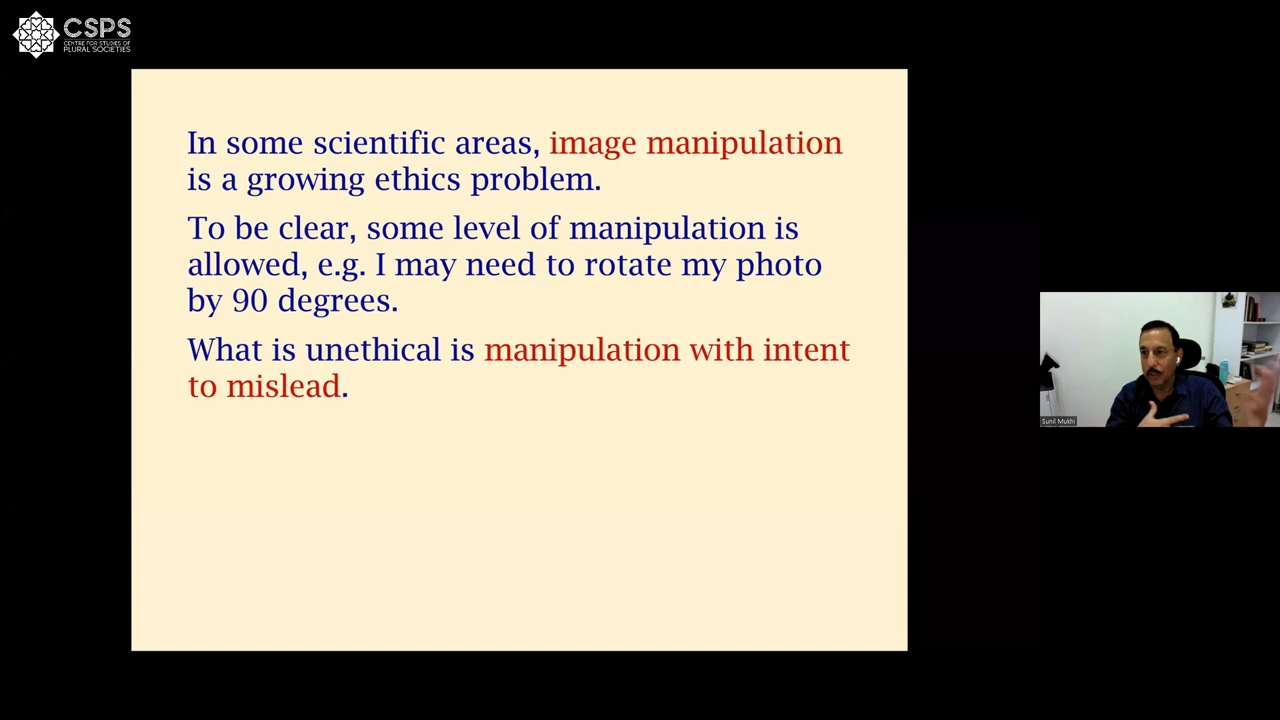 CSPS
CENTRE FOR STUDIES OF
PLURAL SOCIETIES
In some scientific areas, image manipulation
is a growing ethics problem.
To be clear, some level of manipulation is
allowed, e.g. I may need to rotate my photo
by 90 degrees.
What is unethical is manipulation with intent
to mislead.
Sunil Mukhi